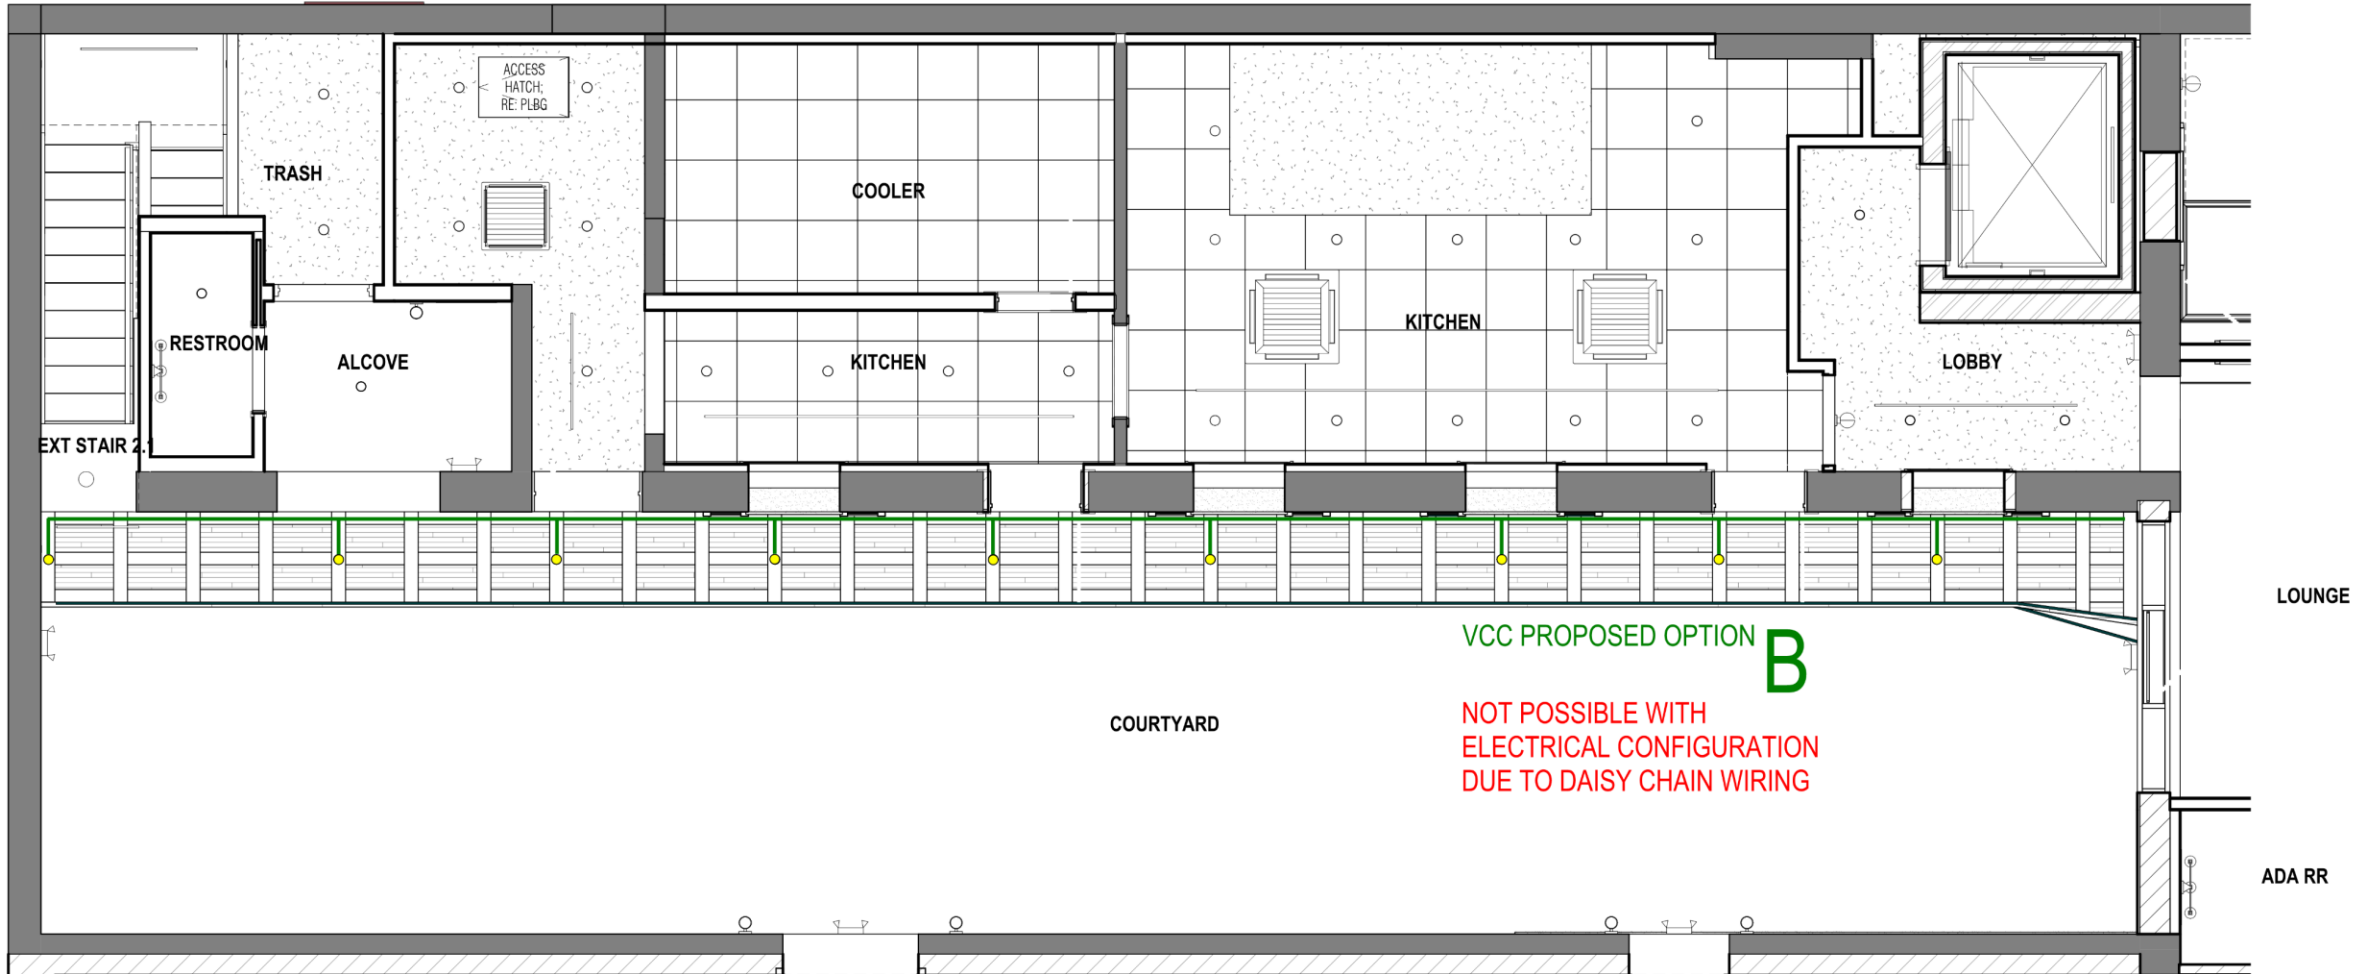 ACCESS
HATCH;
RE: PLBG
TRASH
COOLER
KITCHEN
RESTROOM
ALCOVE
KITCHEN
LOBBY
EXT STAIR 2.1
LOUNGE
VCC PROPOSED OPTION B
NOT POSSIBLE WITH
ELECTRICAL CONFIGURATION
DUE TO DAISY CHAIN WIRING
COURTYARD
ADA RR